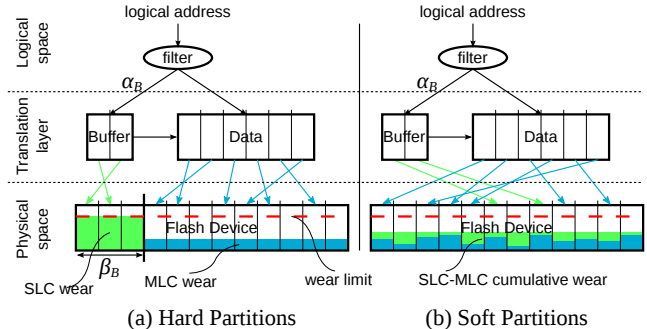 Logical
space
logical address
filter
α_B
logical address
filter
α_B
Translation
layer
Buffer
Data
Buffer
Data
Physical
space
Flash Device
Flash Device
β_B
SLC wear
MLC wear
wear limit
SLC-MLC cumulative wear
(a) Hard Partitions
(b) Soft Partitions